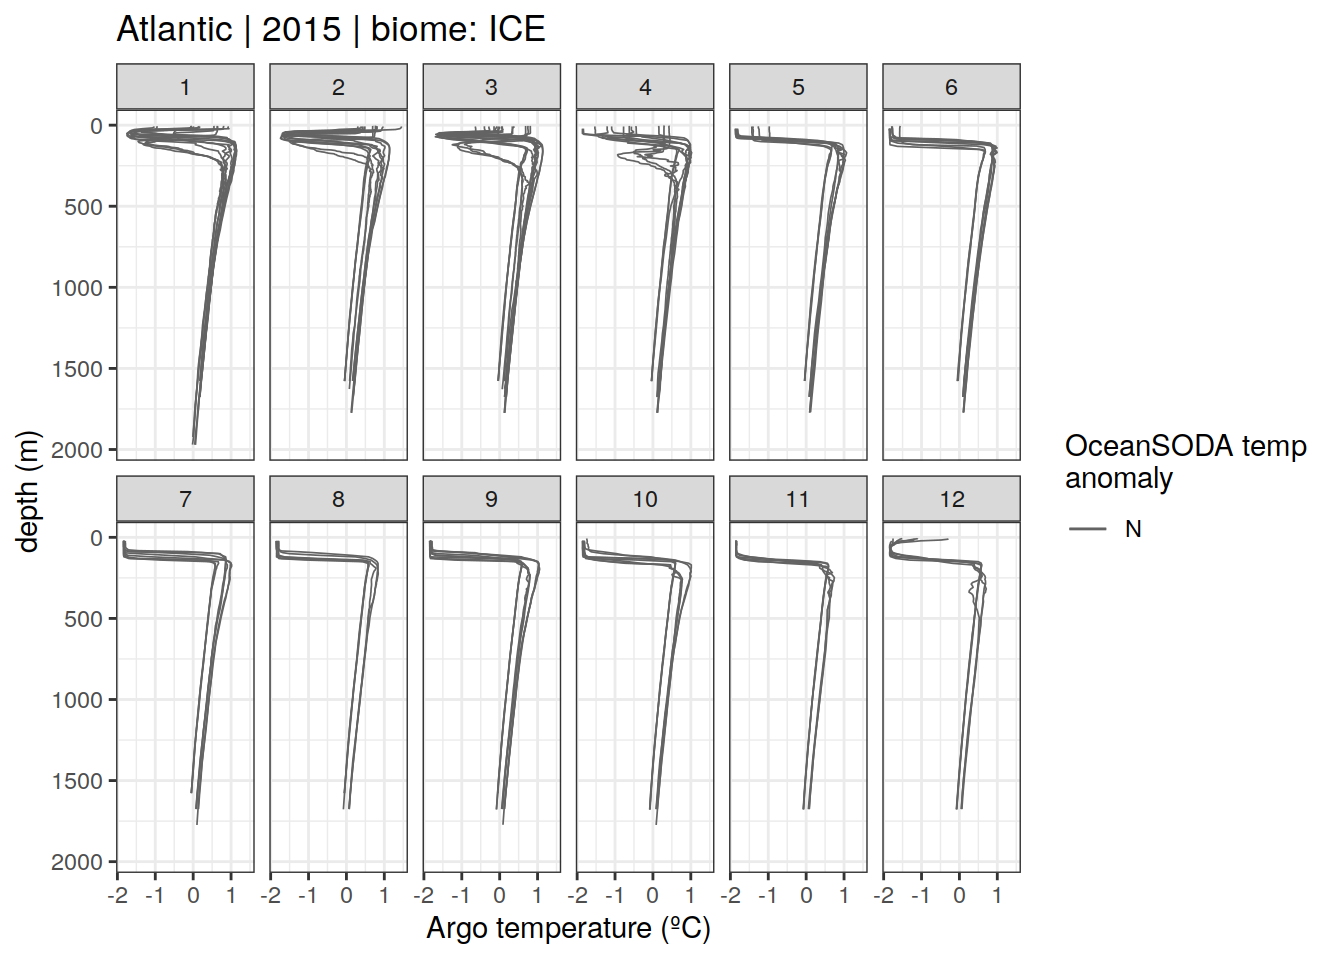 Atlantic | 2015 | biome: ICE
1 2 3 4 5 6
0
500
1000
1500
2000
7 8 9 10 11 12
0
500
1000
1500
2000
-2 -1 0 1 -2 -1 0 1 -2 -1 0 1 -2 -1 0 1 -2 -1 0 1 -2 -1 0 1
Argo temperature (ºC)
depth (m)
OceanSODA temp
anomaly
N